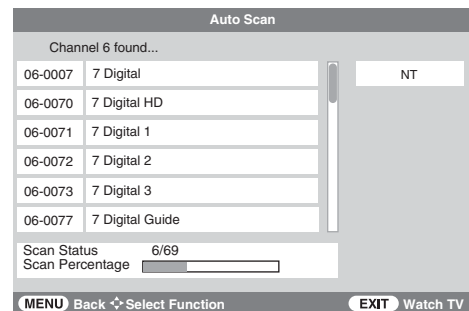 Auto Scan
Channel 6 found...
06-0007 7 Digital NT
06-0070 7 Digital HD
06-0071 7 Digital 1
06-0072 7 Digital 2
06-0073 7 Digital 3
06-0077 7 Digital Guide
Scan Status 6/69
Scan Percentage
MENU Back Select Function EXIT Watch TV